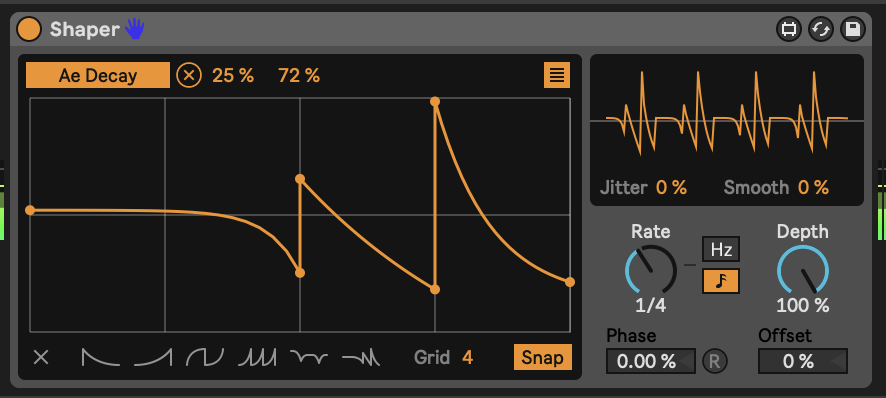 Shaper
Ae Decay 25 % 72 %
Jitter 0 % Smooth 0 %
Rate
Depth
Hz
1/4
100 %
Phase
Offset
0.00 % R
0 %
Grid 4 Snap